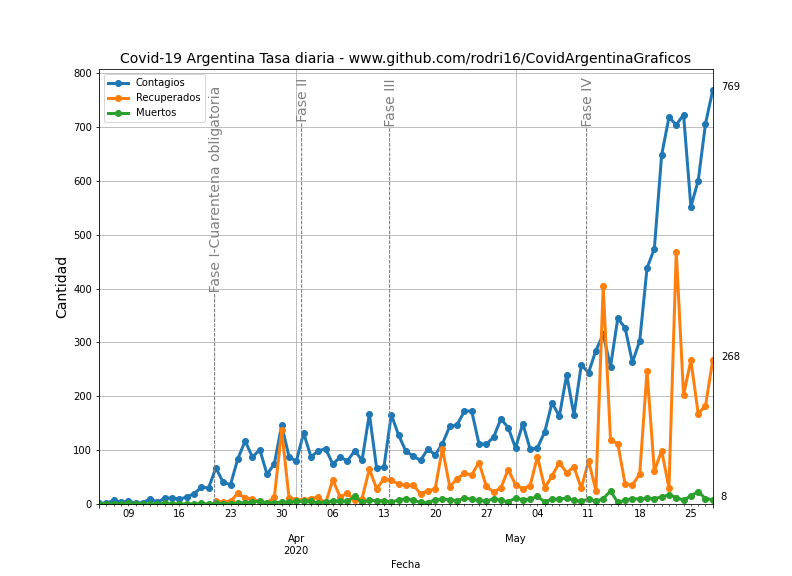 Covid-19 Argentina Tasa diaria - www.github.com/rodri16/CovidArgentinaGraficos
Contagios
Recuperados
Muertos
Fase I-Cuarentena obligatoria
Fase II
Fase III
Fase IV
769
268
8
800
700
600
500
400
300
200
100
0
Cantidad
09
16
23
30
06
13
20
27
04
11
18
25
Apr
2020
May
Fecha